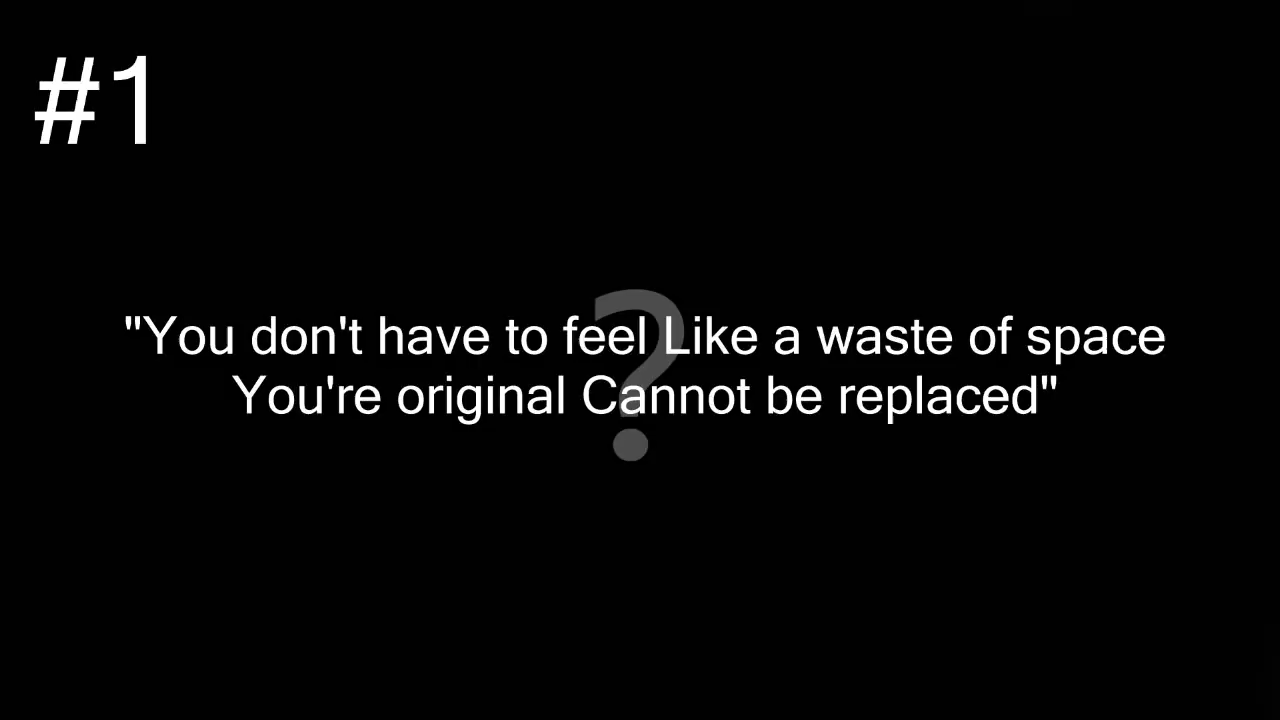 #1
"You don't have to feel Like a waste of space
You're original Cannot be replaced"
?